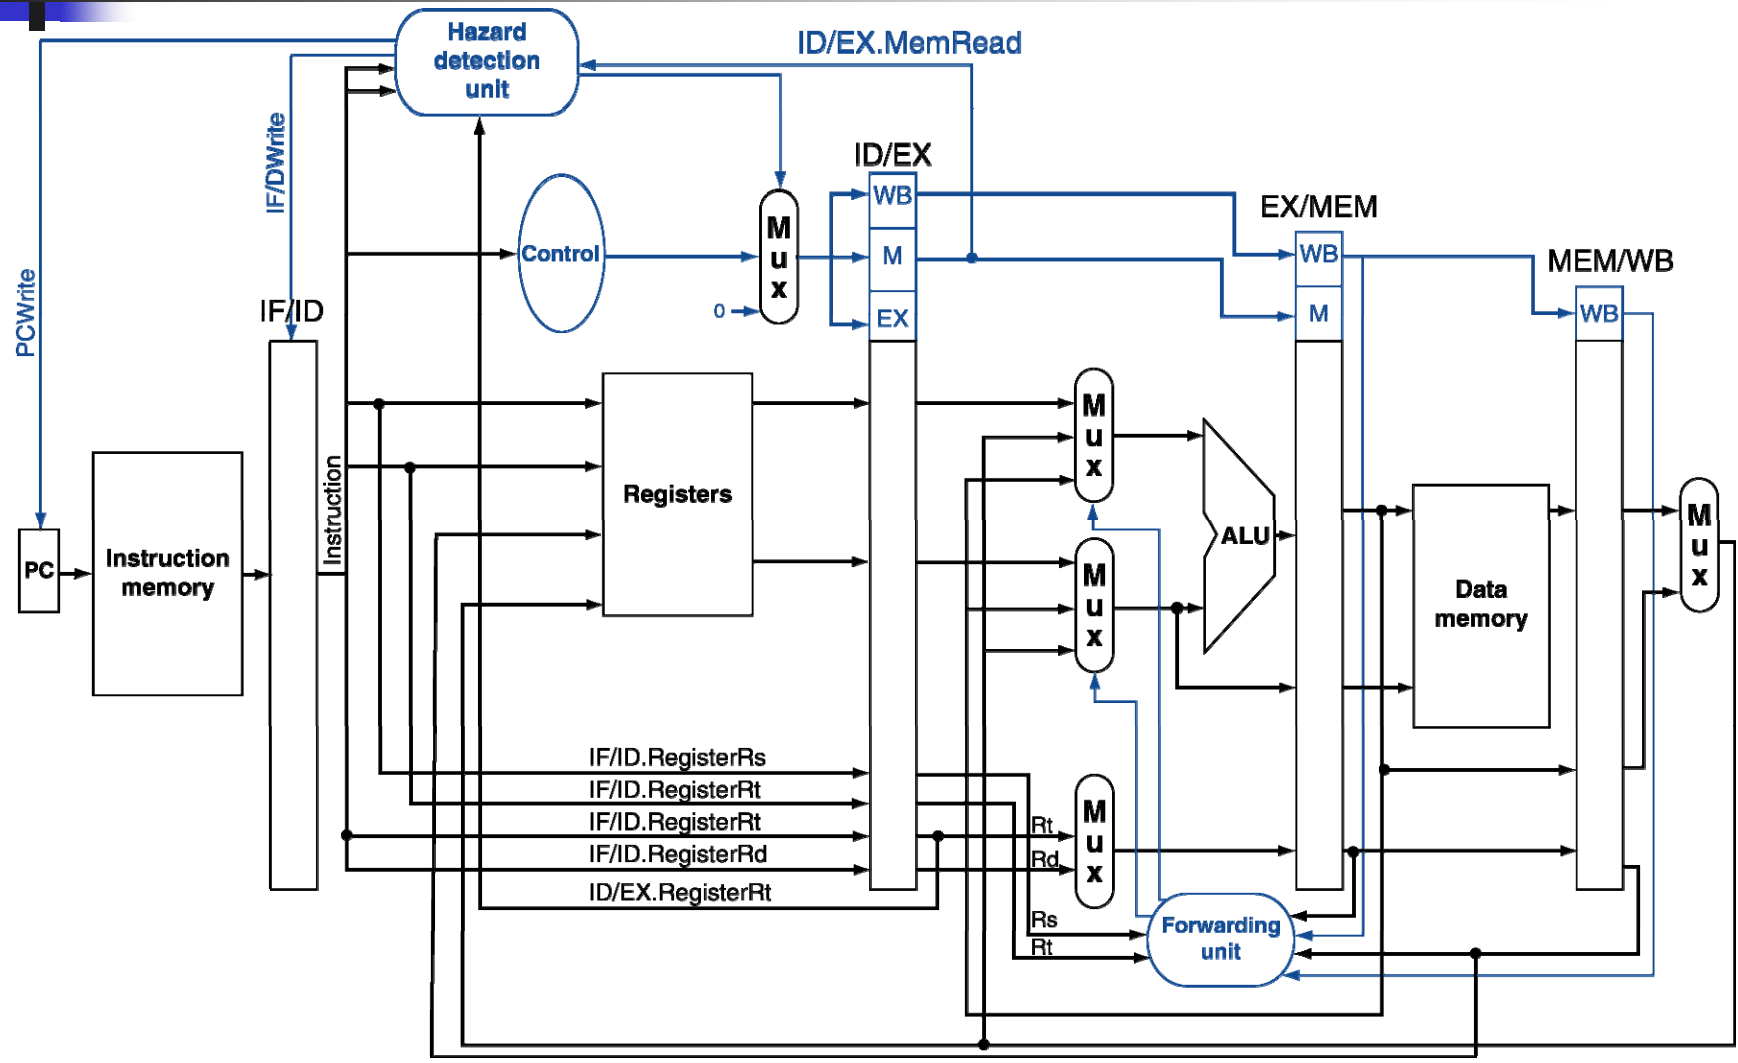 Hazard
detection
unit
ID/EX.MemRead
IF/DWrite
PCWrite
ID/EX
WB
M
EX
EX/MEM
WB
M
MEM/WB
WB
Control
M
u
x
0
IF/ID
PC
Instruction
memory
Instruction
Registers
M
u
x
M
u
x
ALU
Data
memory
M
u
x
IF/ID.RegisterRs
IF/ID.RegisterRt
IF/ID.RegisterRt
IF/ID.RegisterRd
ID/EX.RegisterRt
Rt
Rd
M
u
x
Rs
Rt
Forwarding
unit